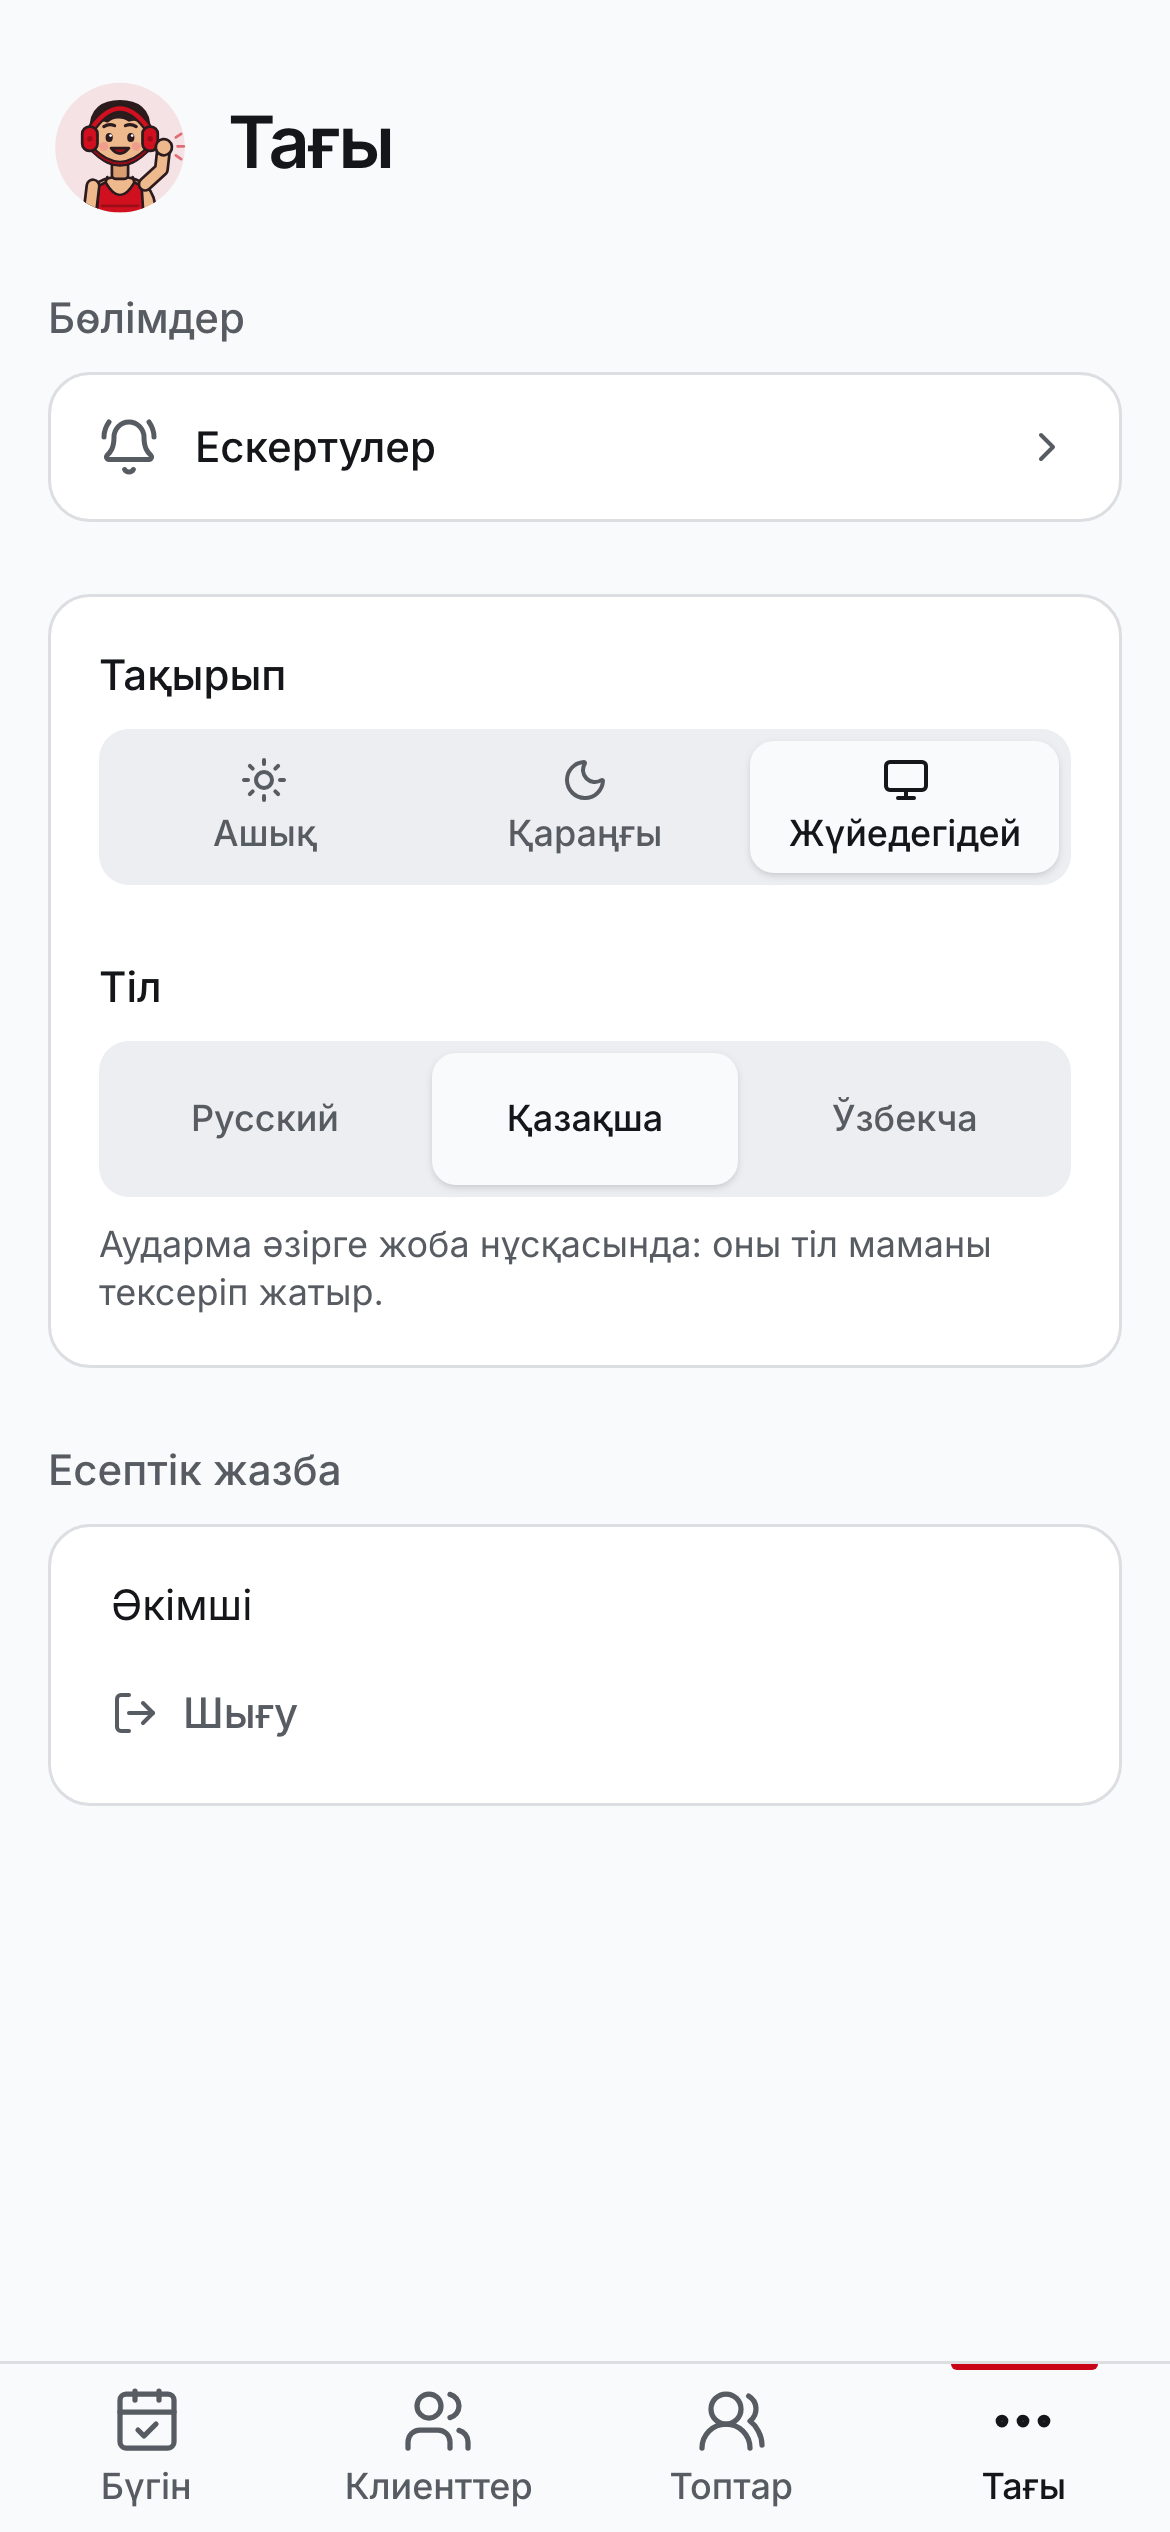 Тағы
Бөлімдер
Ескертулер
Тақырып
Ашық
Қараңғы
Жүйедегідей
Тіл
Русский
Қазақша
Ўзбекча
Аударма әзірге жоба нұсқасында: оны тіл маманы
тексеріп жатыр.
Есептік жазба
Әкімші
Шығу
Бүгін
Клиенттер
Топтар
Тағы